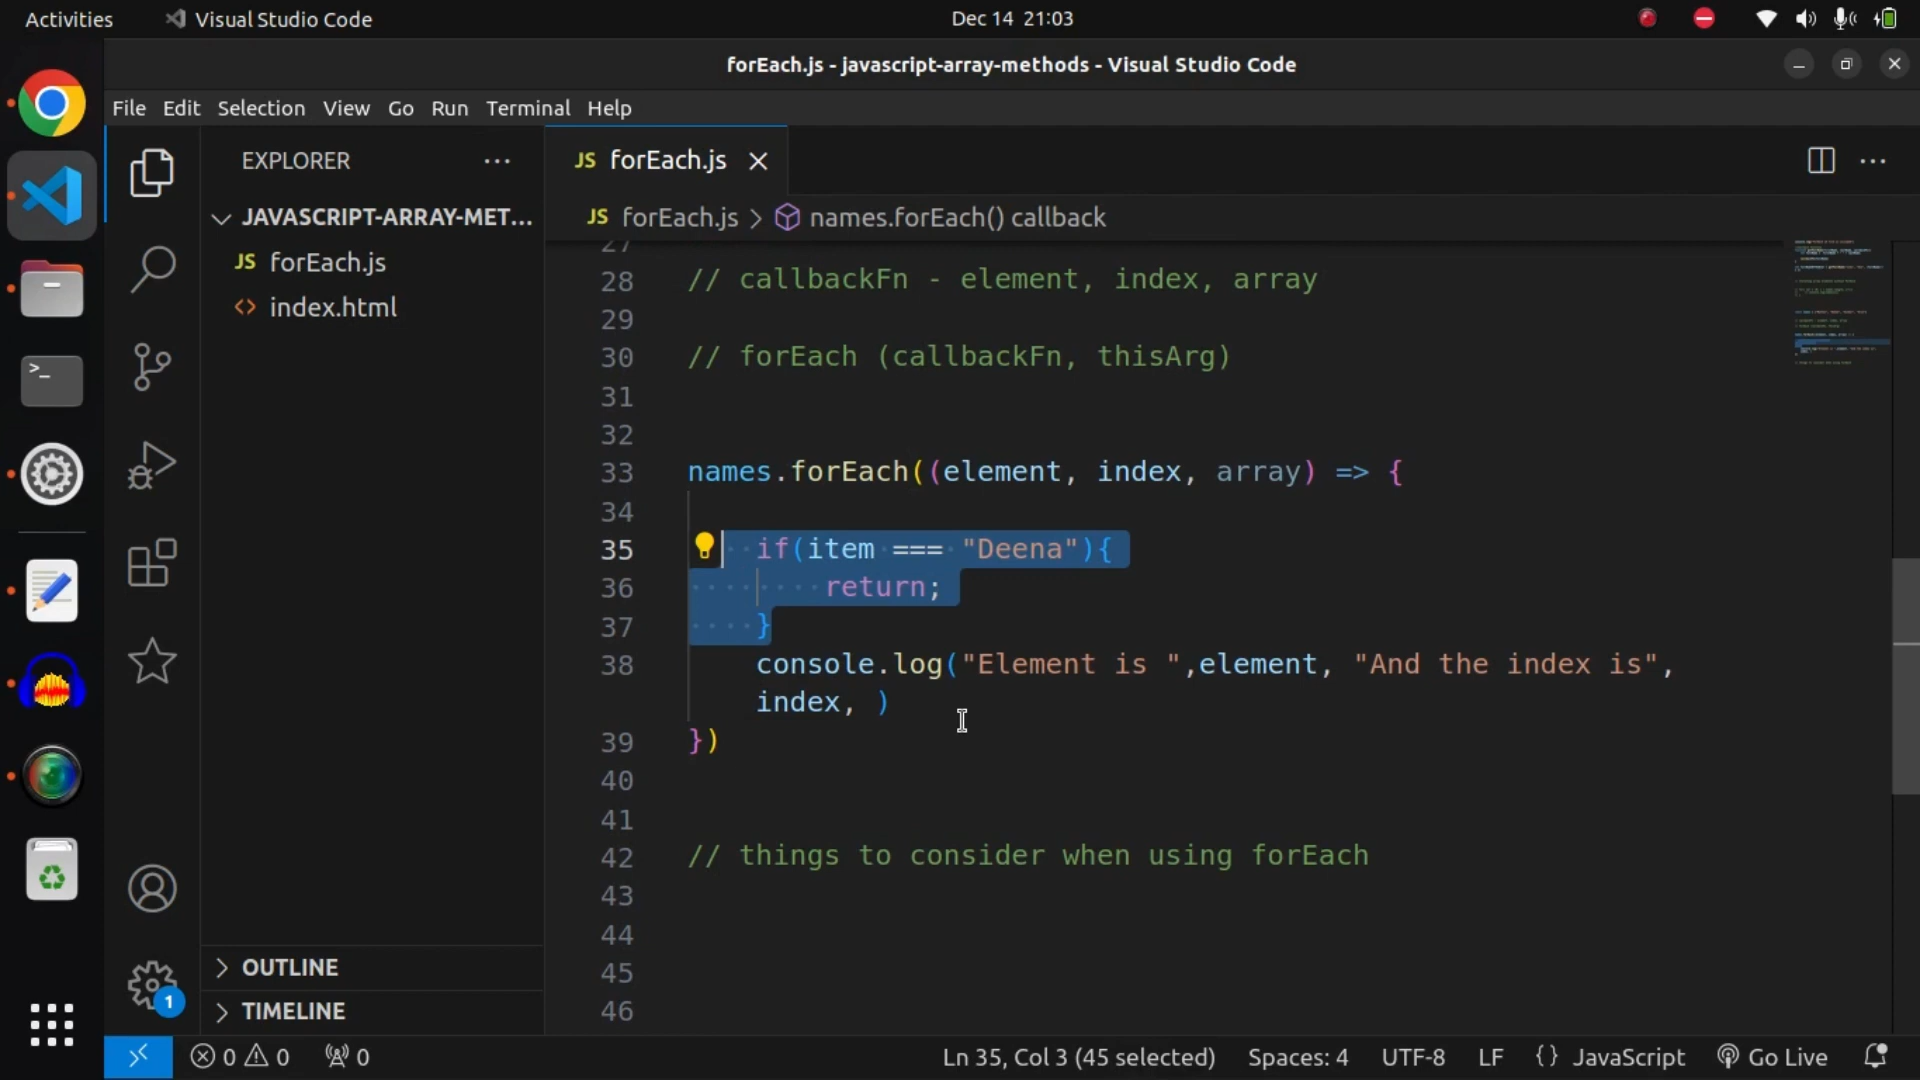 Activities
Visual Studio Code
Dec 14 21:03
forEach.js - javascript-array-methods - Visual Studio Code
File Edit Selection View Go Run Terminal Help
EXPLORER
JAVASCRIPT-ARRAY-MET...
JS forEach.js
<> index.html
OUTLINE
TIMELINE
JS forEach.js
JS forEach.js > names.forEach() callback
27
28 // callbackFn - element, index, array
29
30 // forEach (callbackFn, thisArg)
31
32
33 names.forEach((element, index, array) => {
34
35 if(item === "Deena"){
36 return;
37 }
38 console.log("Element is ",element, "And the index is",
index, )
39 })
40
41
42 // things to consider when using forEach
43
44
45
46
1
0 0 0
Ln 35, Col 3 (45 selected) Spaces: 4 UTF-8 LF {} JavaScript Go Live